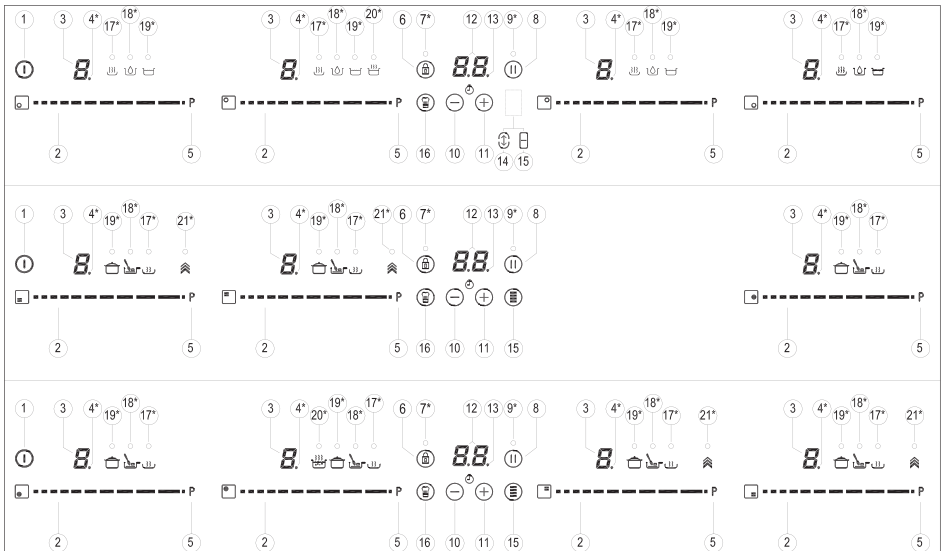 1 3 4* 17* 18* 19* 3 4* 17* 18* 19* 20* 6 7* 12 13 9* 8 3 4* 17* 18* 19* 3 4* 17* 18* 19*
8. 8. 8.8. 8. 8.
P P P P
2 5 2 5 16 10 11 14 15 2 5 2 5
1 3 4* 19* 18* 17* 21* 3 4* 19* 18* 17* 21* 6 7* 12 13 9* 8 3 4* 19* 18* 17*
8. 8. 8.8. 8.
P P P
2 5 2 5 16 10 11 15 2 5
1 3 4* 19* 18* 17* 3 4* 20* 19* 18* 17* 6 7* 12 13 9* 8 3 4* 19* 18* 17* 21* 3 4* 19* 18* 17* 21*
8. 8. 8.8. 8. 8.
P P P P
2 5 2 5 16 10 11 15 2 5 2 5